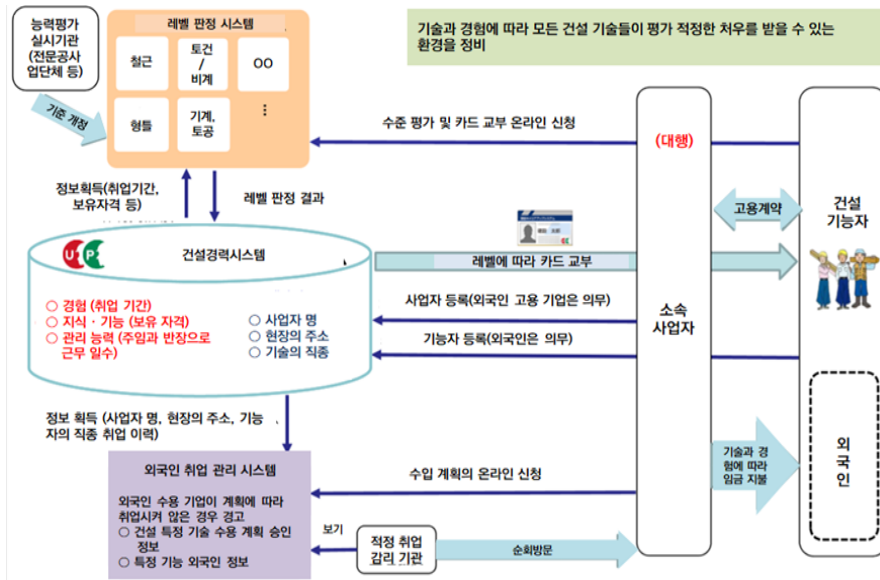 능력평가
실시기관
(전문공사
업단체 등)
기준 개정
레벨 판정 시스템
철근
토건
/
비계
OO
형틀
기계,
토공
⋮
기술과 경험에 따라 모든 건설 기술들이 평가 적정한 처우를 받을 수 있는
환경을 정비
수준 평가 및 카드 교부 온라인 신청
(대행)
정보획득(취업기간,
보유자격 등)
레벨 판정 결과
고용계약
건설
기능자
U P
건설경력시스템
레벨에 따라 카드 교부
○ 경험 (취업 기간)
○ 지식 · 기능 (보유 자격)
○ 관리 능력 (주임과 반장으로
근무 일수)
○ 사업자 명
○ 현장의 주소
○ 기술의 직종
사업자 등록(외국인 고용 기업은 의무)
기능자 등록(외국인은 의무)
소속
사업자
정보 획득 (사업자 명, 현장의 주소, 기능
자의 직종 취업 이력)
외국인 취업 관리 시스템
외국인 수용 기업이 계획에 따라
취업시켜 않은 경우 경고
○ 건설 특정 기술 수용 계획 승인
정보
○ 특정 기능 외국인 정보
수입 계획의 온라인 신청
기술과 경
험에 따라
임금 지불
외
국
인
보기
적정 취업
감리 기관
순회방문